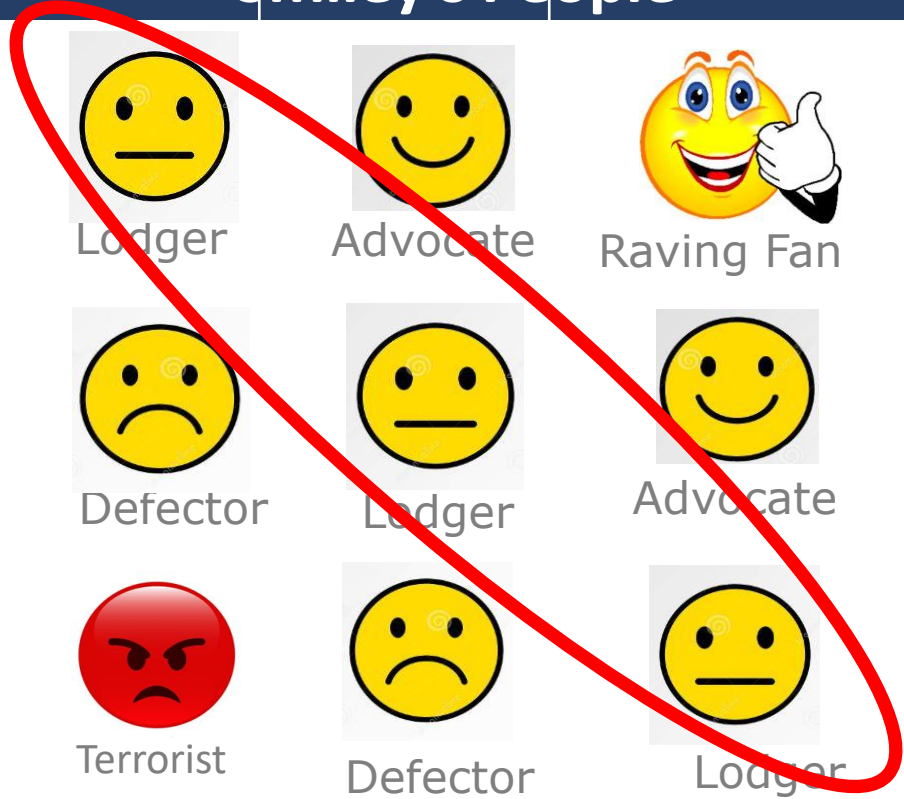 Lodger
Advocate
Raving Fan
Defector
Lodger
Advocate
Terrorist
Defector
Lodger